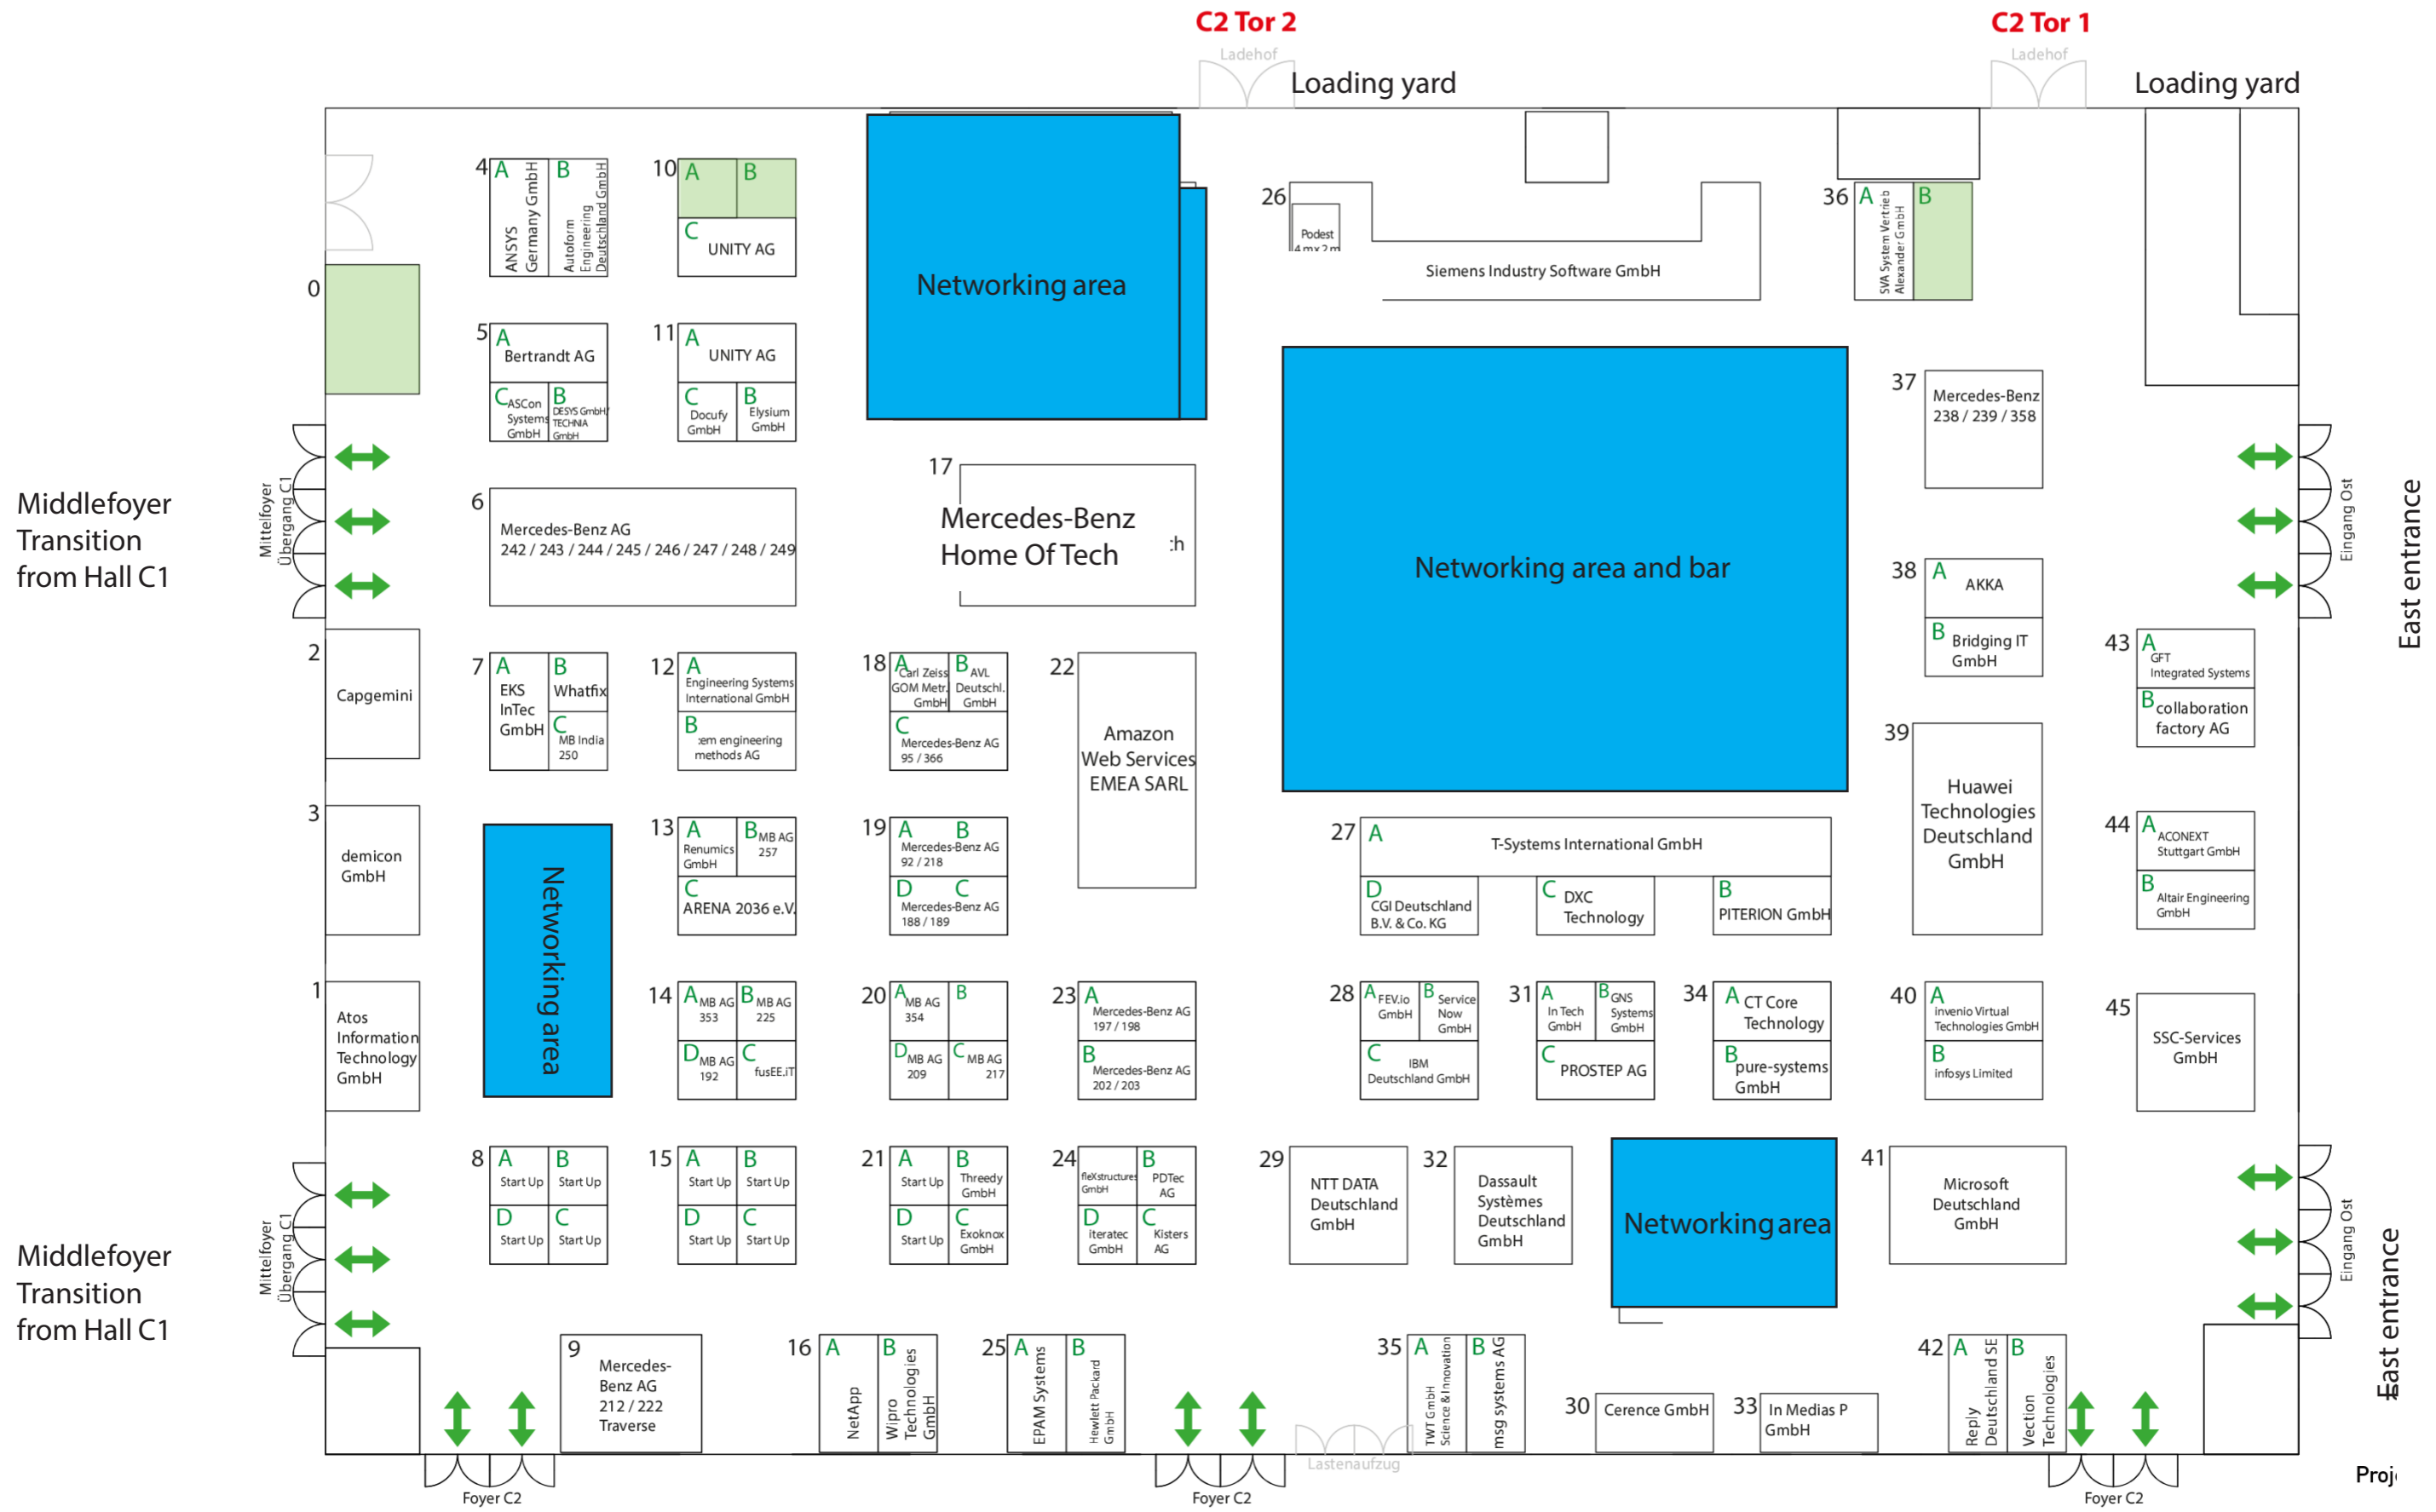 C2 Tor 2
C2 Tor 1
Ladehof
Ladehof
Loading yard
Loading yard
4
A
ANSYS
Germany GmbH
B
Autoform
Engineering
Deutschland GmbH
10
A
B
C
UNITY AG
Networking area
26
Podest
4 m x 2 m
Siemens Industry Software GmbH
36
A
SVA System Vertrieb
Alexander GmbH
B
0
5
A
Bertrandt AG
C
ASCon
Systems
GmbH
B
DESYS GmbH/
TECHNIA
GmbH
11
A
UNITY AG
C
Docufy
GmbH
B
Elysium
GmbH
37
Mercedes-Benz
238 / 239 / 358
Middlefoyer
Transition
from Hall C1
Mittelfoyer
Übergang C1
6
Mercedes-Benz AG
242 / 243 / 244 / 245 / 246 / 247 / 248 / 249
17
Mercedes-Benz
Home Of Tech
:h
Networking area and bar
Eingang Ost
East entrance
38
A
AKKA
B
Bridging IT
GmbH
2
Capgemini
7
A
EKS
InTec
GmbH
B
Whatfix
C
MB India
250
12
A
Engineering Systems
International GmbH
B
:em engineering
methods AG
18
A
Carl Zeiss
GOM Metr.
GmbH
B
AVL
Deutschl.
GmbH
C
Mercedes-Benz AG
95 / 366
22
Amazon
Web Services
EMEA SARL
43
A
GFT
Integrated Systems
B
collaboration
factory AG
39
Huawei
Technologies
Deutschland
GmbH
3
demicon
GmbH
Networking area
13
A
Renumics
GmbH
B
MB AG
257
C
ARENA 2036 e.V.
19
A
B
Mercedes-Benz AG
92 / 218
D
C
Mercedes-Benz AG
188 / 189
27
A
T-Systems International GmbH
D
CGI Deutschland
B.V. & Co. KG
C
DXC
Technology
B
PITERION GmbH
44
A
ACONEXT
Stuttgart GmbH
B
Altair Engineering
GmbH
1
Atos
Information
Technology
GmbH
14
A
MB AG
353
B
MB AG
225
D
MB AG
192
C
fusEE.iT
20
A
MB AG
354
B
D
MB AG
209
C
MB AG
217
23
A
Mercedes-Benz AG
197 / 198
B
Mercedes-Benz AG
202 / 203
28
A
FEV.io
GmbH
B
Service
Now
GmbH
C
IBM
Deutschland GmbH
31
A
In Tech
GmbH
B
GNS
Systems
GmbH
C
PROSTEP AG
34
A
CT Core
Technology
B
pure-systems
GmbH
40
A
invenio Virtual
Technologies GmbH
B
infosys Limited
45
SSC-Services
GmbH
Middlefoyer
Transition
from Hall C1
Mittelfoyer
Übergang C1
8
A
Start Up
B
Start Up
D
Start Up
C
Start Up
15
A
Start Up
B
Start Up
D
Start Up
C
Start Up
21
A
Start Up
B
Threedy
GmbH
D
Start Up
C
Exoknox
GmbH
24
fleXstructures
GmbH
B
PDTec
AG
D
iteratec
GmbH
C
Kisters
AG
29
NTT DATA
Deutschland
GmbH
32
Dassault
Systèmes
Deutschland
GmbH
Networking area
41
Microsoft
Deutschland
GmbH
Eingang Ost
East entrance
9
Mercedes-
Benz AG
212 / 222
Traverse
16
A
NetApp
B
Wipro
Technologies
GmbH
25
A
EPAM Systems
B
Hewlett Packard
GmbH
35
A
TWT GmbH
Science & Innovation
B
msg systems AG
30
Cerence GmbH
33
In Medias P
GmbH
42
A
Reply
Deutschland SE
B
Vection
Technologies
Lastenaufzug
Foyer C2
Foyer C2
Foyer C2
Proj